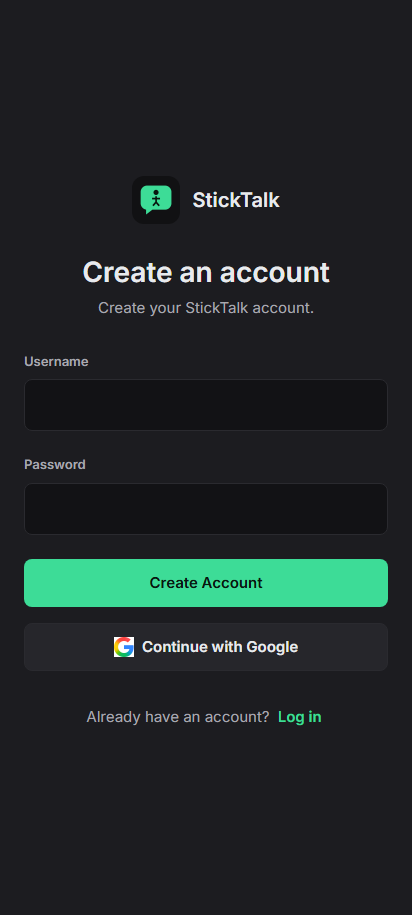 StickTalk
Create an account
Create your StickTalk account.
Username
Password
Create Account
Continue with Google
Already have an account? Log in